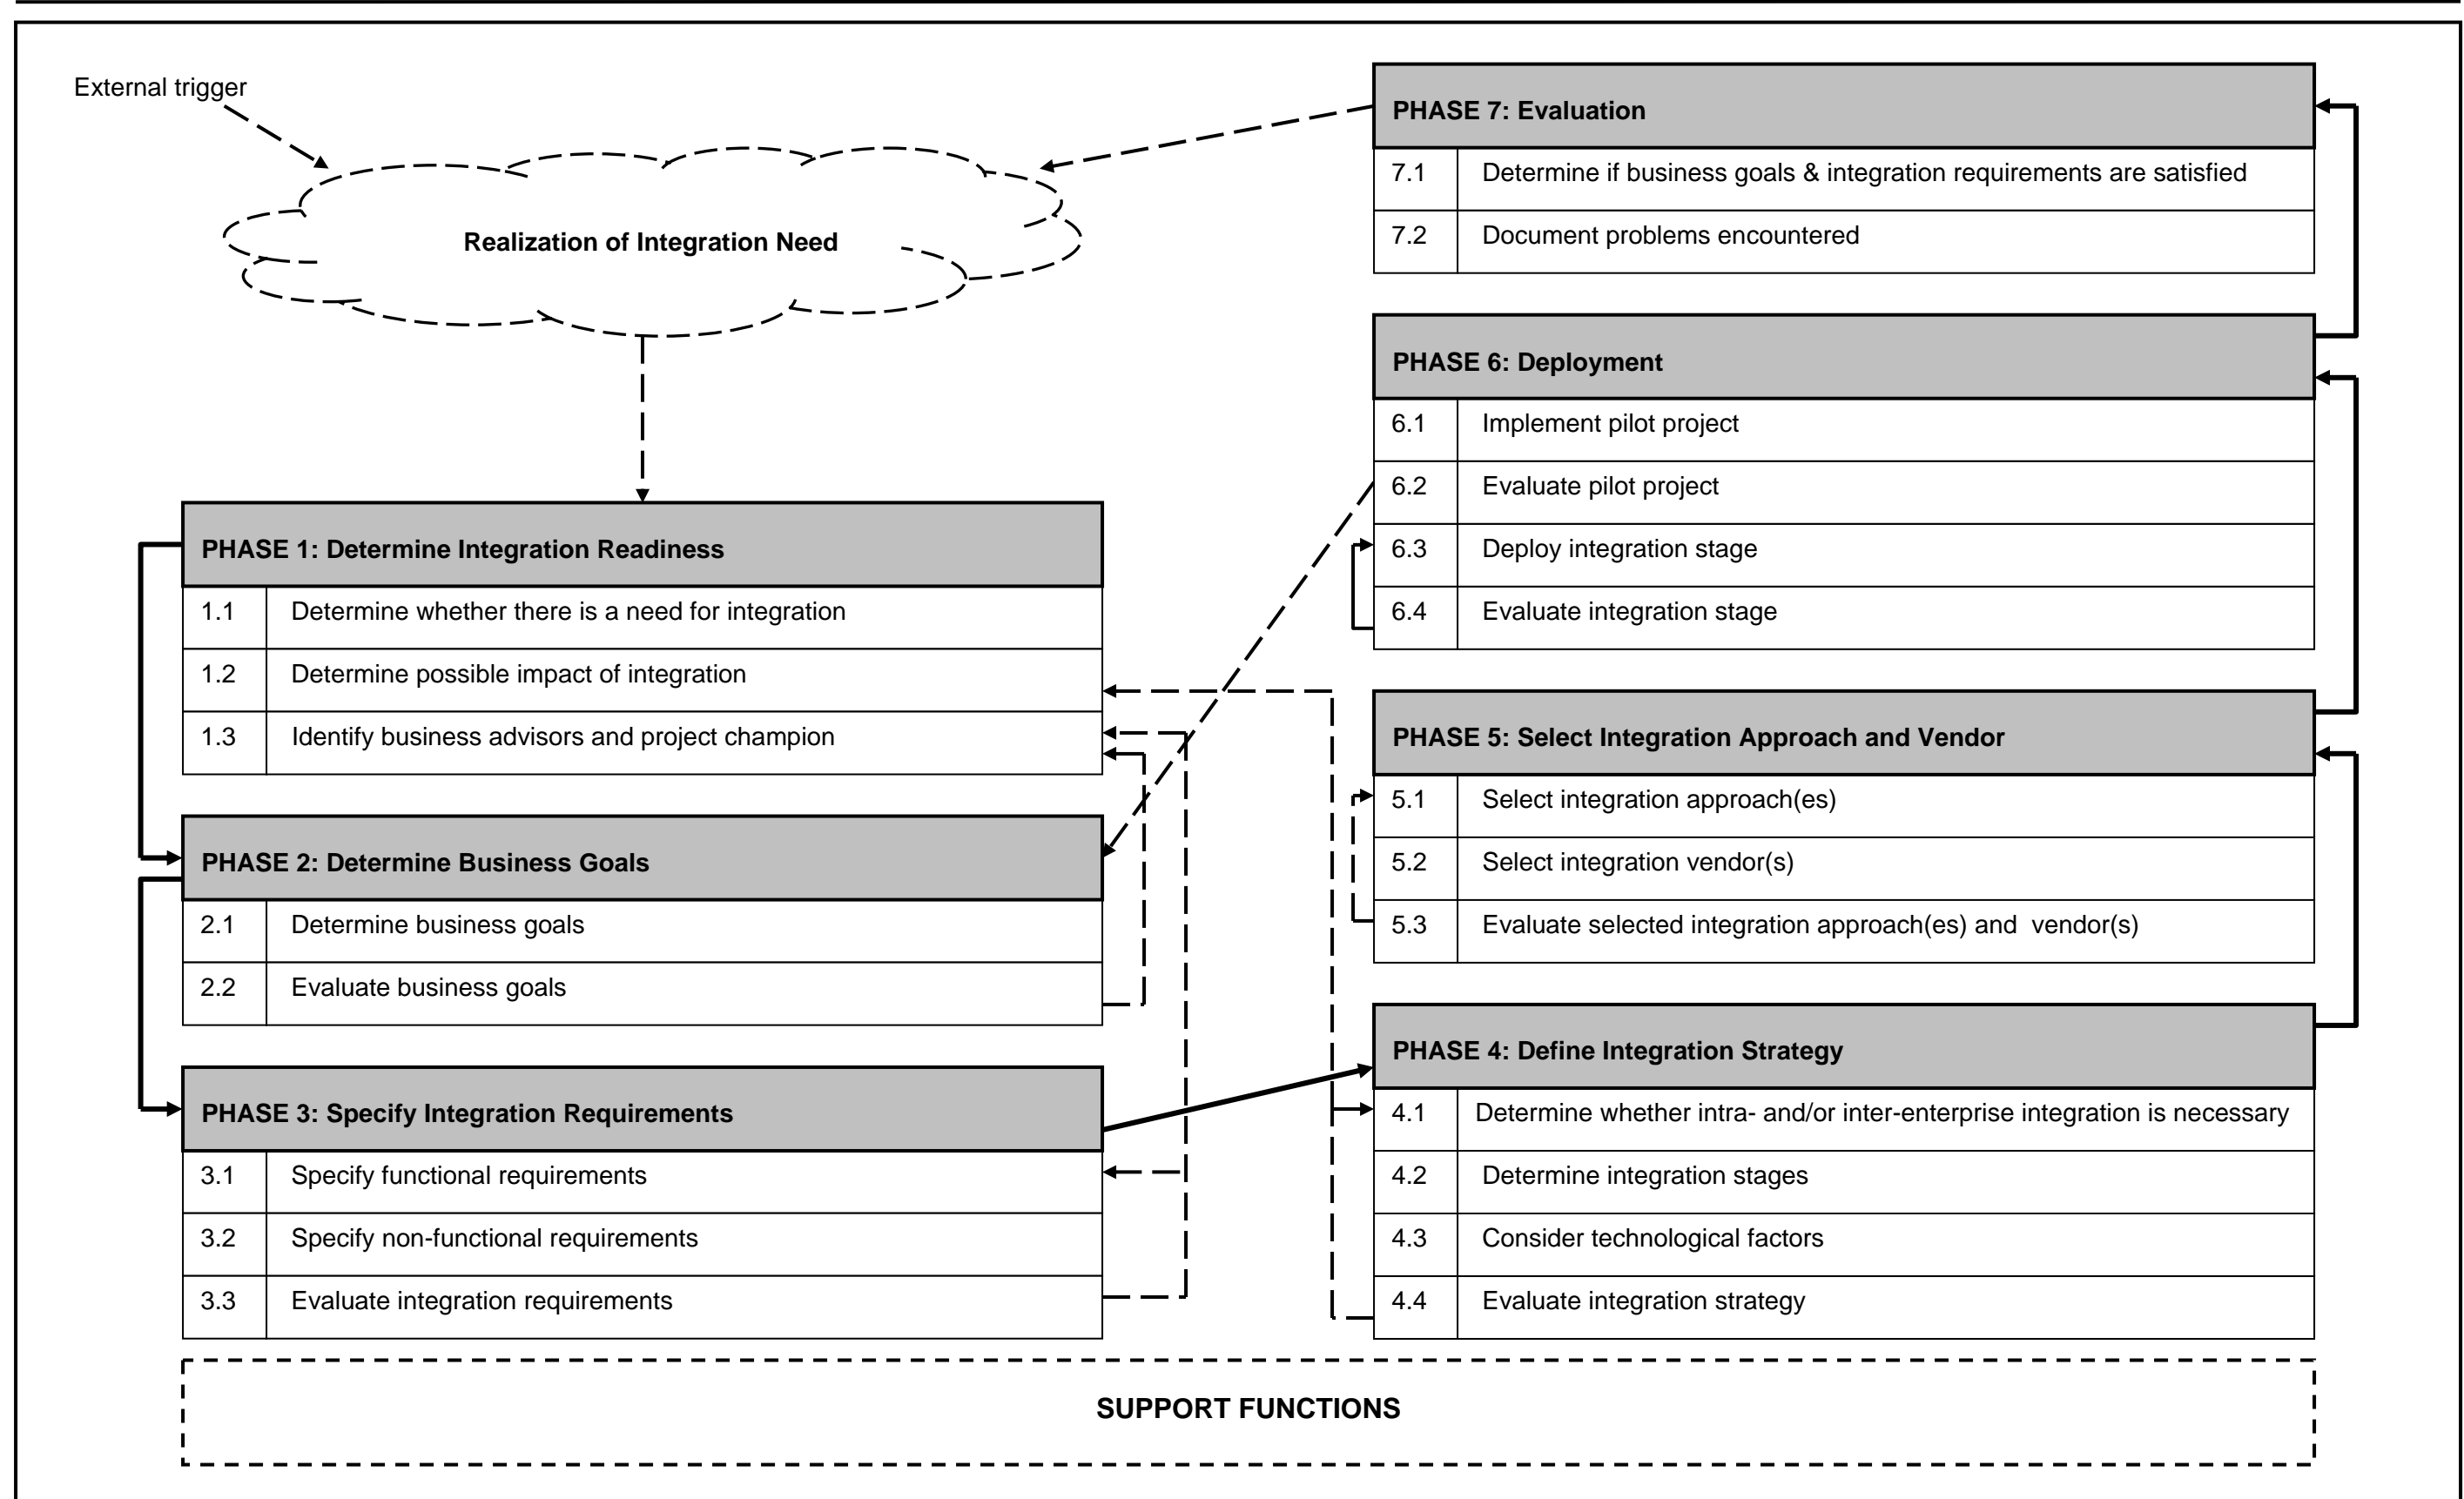 External trigger
Realization of Integration Need
PHASE 1: Determine Integration Readiness
1.1 Determine whether there is a need for integration
1.2 Determine possible impact of integration
1.3 Identify business advisors and project champion
PHASE 2: Determine Business Goals
2.1 Determine business goals
2.2 Evaluate business goals
PHASE 3: Specify Integration Requirements
3.1 Specify functional requirements
3.2 Specify non-functional requirements
3.3 Evaluate integration requirements
PHASE 7: Evaluation
7.1 Determine if business goals & integration requirements are satisfied
7.2 Document problems encountered
PHASE 6: Deployment
6.1 Implement pilot project
6.2 Evaluate pilot project
6.3 Deploy integration stage
6.4 Evaluate integration stage
PHASE 5: Select Integration Approach and Vendor
5.1 Select integration approach(es)
5.2 Select integration vendor(s)
5.3 Evaluate selected integration approach(es) and vendor(s)
PHASE 4: Define Integration Strategy
4.1 Determine whether intra- and/or inter-enterprise integration is necessary
4.2 Determine integration stages
4.3 Consider technological factors
4.4 Evaluate integration strategy
SUPPORT FUNCTIONS